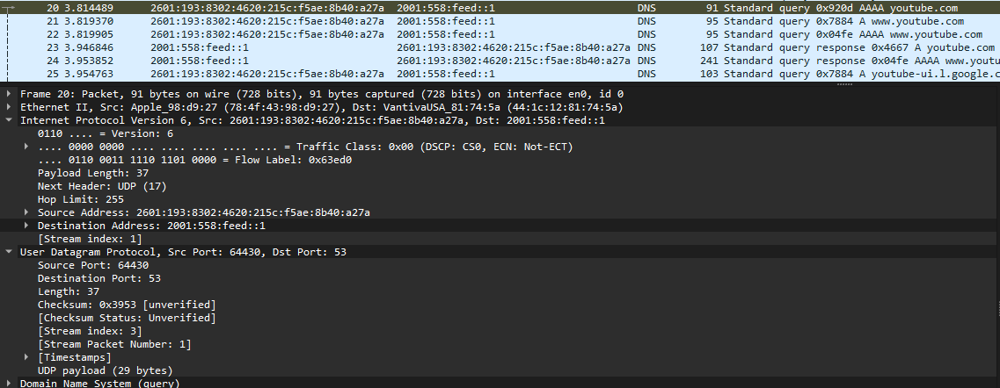 20 3.814489 2601:193:8302:4620:215c:f5ae:8b40:a27a 2001:558:feed::1 DNS 91 Standard query 0x920d AAAA youtube.com
21 3.819370 2601:193:8302:4620:215c:f5ae:8b40:a27a 2001:558:feed::1 DNS 95 Standard query 0x7884 A www.youtube.com
22 3.819905 2601:193:8302:4620:215c:f5ae:8b40:a27a 2001:558:feed::1 DNS 95 Standard query 0x04fe AAAA www.youtube.com
23 3.946846 2001:558:feed::1 2601:193:8302:4620:215c:f5ae:8b40:a27a DNS 107 Standard query response 0x4667 A youtube.com
24 3.953852 2001:558:feed::1 2601:193:8302:4620:215c:f5ae:8b40:a27a DNS 241 Standard query response 0x04fe AAAA www.yout
25 3.954763 2601:193:8302:4620:215c:f5ae:8b40:a27a 2001:558:feed::1 DNS 103 Standard query 0x7884 A youtube-ui.l.google.c
Frame 20: Packet, 91 bytes on wire (728 bits), 91 bytes captured (728 bits) on interface en0, id 0
Ethernet II, Src: Apple_98:d9:27 (78:4f:43:98:d9:27), Dst: VantivaUSA_81:74:5a (44:1c:12:81:74:5a)
Internet Protocol Version 6, Src: 2601:193:8302:4620:215c:f5ae:8b40:a27a, Dst: 2001:558:feed::1
0110 .... = Version: 6
.... 0000 0000 .... .... .... .... .... = Traffic Class: 0x00 (DSCP: CS0, ECN: Not-ECT)
.... 0110 0011 1110 1101 0000 = Flow Label: 0x63ed0
Payload Length: 37
Next Header: UDP (17)
Hop Limit: 255
Source Address: 2601:193:8302:4620:215c:f5ae:8b40:a27a
Destination Address: 2001:558:feed::1
[Stream index: 1]
User Datagram Protocol, Src Port: 64430, Dst Port: 53
Source Port: 64430
Destination Port: 53
Length: 37
Checksum: 0x3953 [unverified]
[Checksum Status: Unverified]
[Stream index: 3]
[Stream Packet Number: 1]
[Timestamps]
UDP payload (29 bytes)
Domain Name System (query)